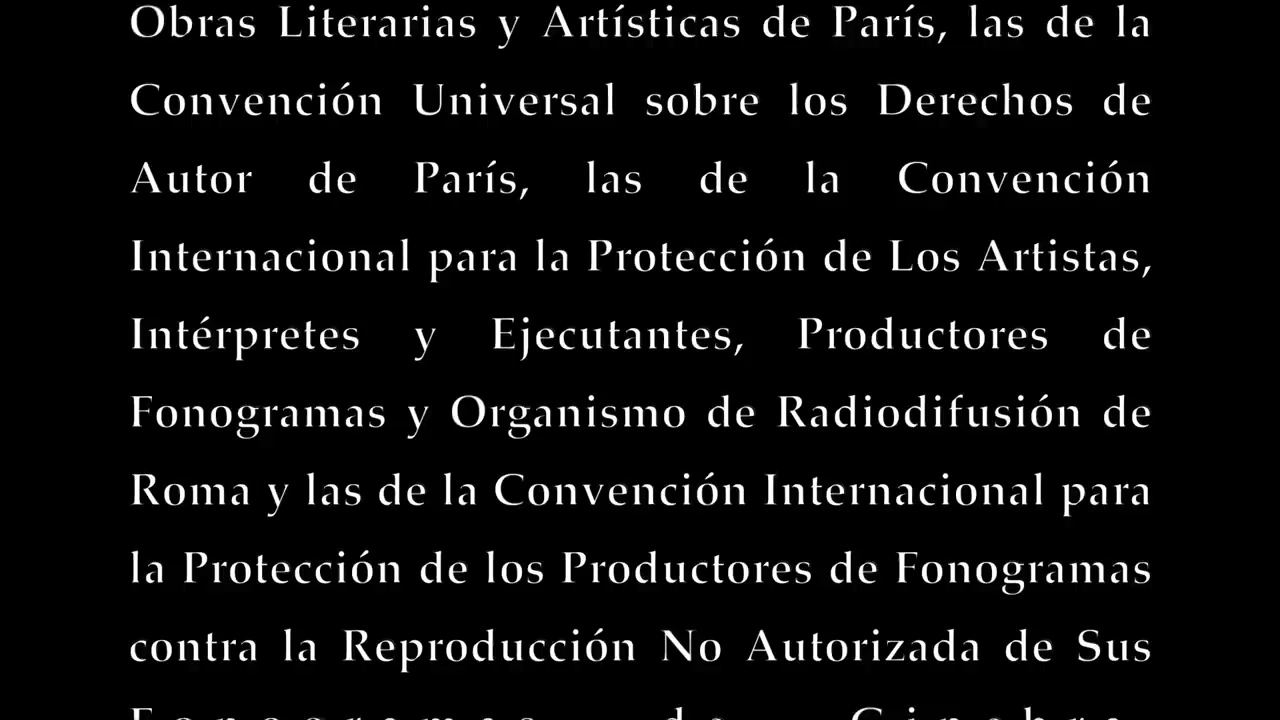 Obras Literarias y Artísticas de París, las de la
Convención Universal sobre los Derechos de
Autor de París, las de la Convención
Internacional para la Protección de Los Artistas,
Intérpretes y Ejecutantes, Productores de
Fonogramas y Organismo de Radiodifusión de
Roma y las de la Convención Internacional para
la Protección de los Productores de Fonogramas
contra la Reproducción No Autorizada de Sus